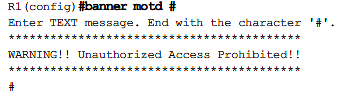 R1(config)#banner motd #
Enter TEXT message. End with the character '#'.
******************************************
WARNING!! Unauthorized Access Prohibited!!
******************************************
#